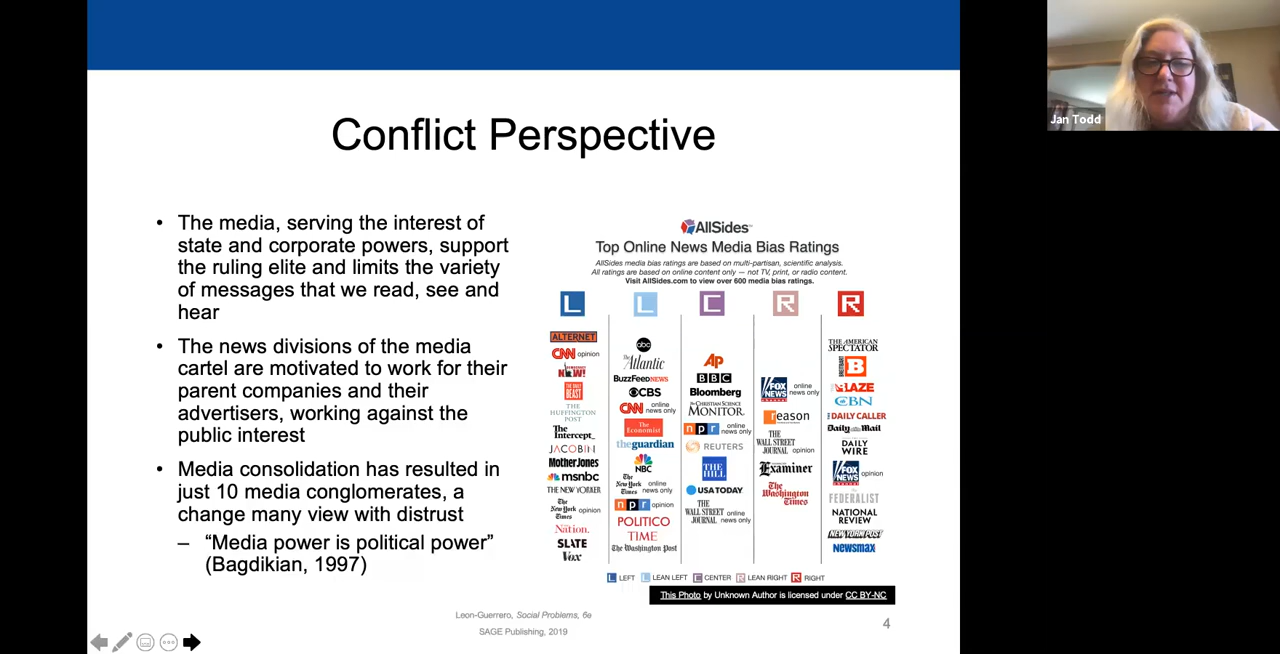 Jan Todd
Conflict Perspective
• The media, serving the interest of
state and corporate powers, support
the ruling elite and limits the variety
of messages that we read, see and
hear
• The news divisions of the media
cartel are motivated to work for their
parent companies and their
advertisers, working against the
public interest
• Media consolidation has resulted in
just 10 media conglomerates, a
change many view with distrust
– “Media power is political power”
(Bagdikian, 1997)
AllSides
Top Online News Media Bias Ratings
AllSides media bias ratings are based on multi-partisan, scientific analysis.
All ratings are based on online content only — not TV, print, or radio content.
Visit AllSides.com to view over 600 media bias ratings.
L L C R R
ALTERNET
CNN opinion
DEMOCRACY
NOW!
THE DAILY
BEAST
THE
HUFFINGTON
POST
The
Intercept_
JACOBIN
MotherJones
msnbc
THE NEW YORKER
The
New York
Times opinion
The
Nation.
SLATE
Vox
abc
The
Atlantic
BuzzFeed NEWS
CBS
CNN online
news only
The
Economist
theguardian
NBC
The
New York
Times online
news only
npr opinion
POLITICO
TIME
The Washington Post
AP
BBC
Bloomberg
THE CHRISTIAN SCIENCE
MONITOR
npr online
news only
REUTERS
THE
HILL
USA TODAY
THE
WALL STREET
JOURNAL online
news only
FOX
NEWS online
news only
reason
THE
WALL STREET
JOURNAL opinion
Examiner
The
Washington
Times
THE AMERICAN
SPECTATOR
BREITBART B
BLAZE
CBN
THE DAILY CALLER
Daily Mail
DAILY
WIRE
FOX
NEWS opinion
THE
FEDERALIST
NATIONAL
REVIEW
NEW YORK POST
Newsmax
L LEFT L LEAN LEFT C CENTER R LEAN RIGHT R RIGHT
This Photo by Unknown Author is licensed under CC BY-NC
Leon-Guerrero, Social Problems, 6e
SAGE Publishing, 2019
4